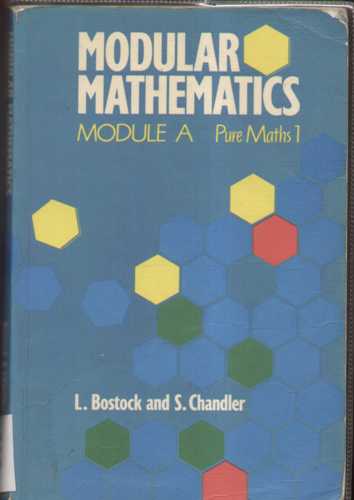 MODULAR
MATHEMATICS
MODULE A Pure Maths 1
L. Bostock and S. Chandler